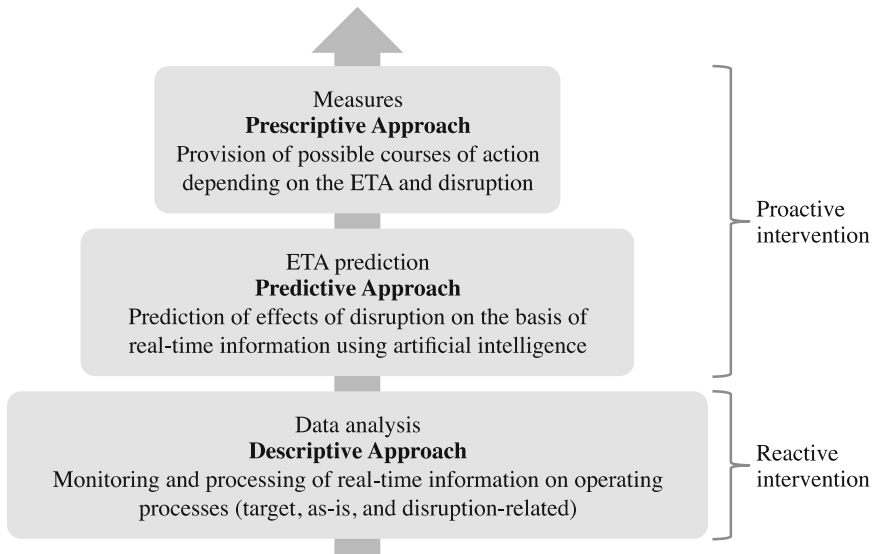 Measures
Prescriptive Approach
Provision of possible courses of action
depending on the ETA and disruption
Proactive
intervention
ETA prediction
Predictive Approach
Prediction of effects of disruption on the basis of
real-time information using artificial intelligence
Data analysis
Descriptive Approach
Monitoring and processing of real-time information on operating
processes (target, as-is, and disruption-related)
Reactive
intervention